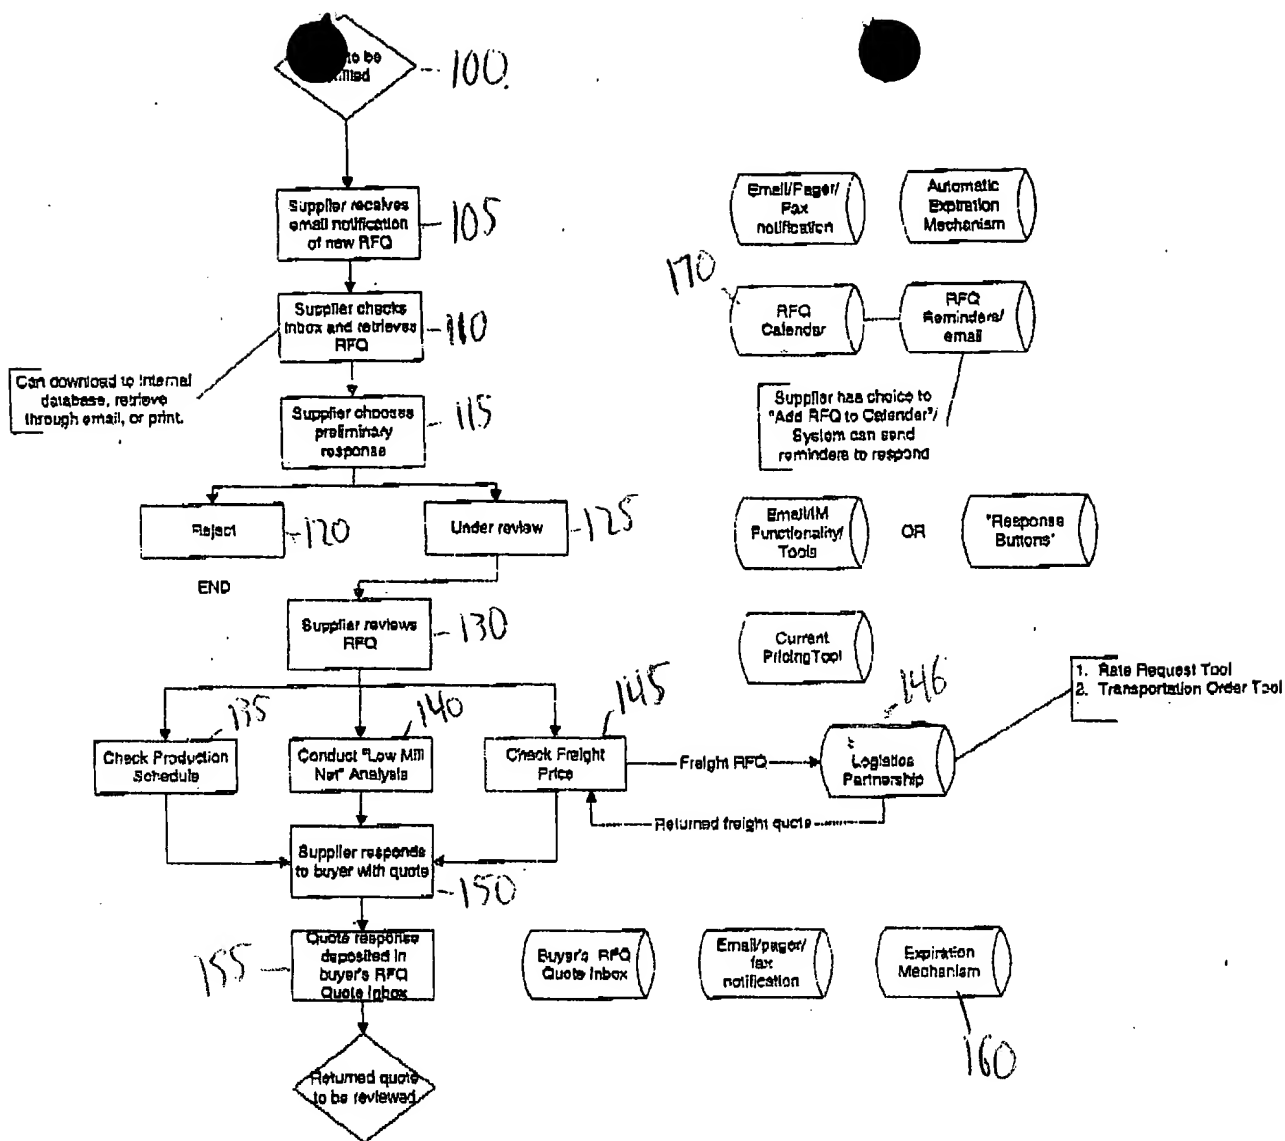 to be
100.
Supplier receives
email notification
of new RFQ
105
Email/Pager/
Fax
notification
Automatic
Expiration
Mechanism
170
Supplier checks
Inbox and retrieves
RFQ
110
RFQ
Calendar
RFQ
Reminders/
email
Can download to internal
database, retrieve
through email, or print.
Supplier chooses
preliminary
response
115
Supplier has choice to
"Add RFQ to Calender"/
System can send
reminders to respond
Reject
120
Under review
125
Email/IM
Functionality/
Tools
OR
"Response
Buttons"
END
Supplier reviews
RFQ
130
Current
Pricing Tool
1. Rate Request Tool
2. Transportation Order Tool
135
140
145
146
Check Production
Schedule
Conduct "Low Mill
Net" Analysis
Check Freight
Price
Freight RFQ
Logistics
Partnership
Returned freight quote
Supplier responds
to buyer with quote
150
155
Quote response
deposited in
buyer's RFQ
Quote Inbox
Buyer's RFQ
Quote Inbox
Email/pager/
fax
notification
Expiration
Mechanism
160
Returned quote
to be reviewed